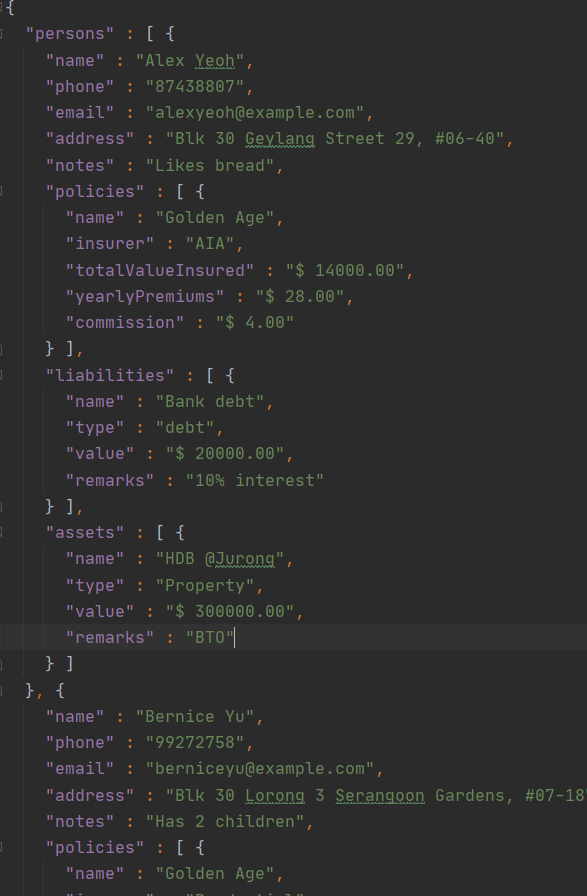 {
"persons" : [ {
"name" : "Alex Yeoh",
"phone" : "87438807",
"email" : "alexyeoh@example.com",
"address" : "Blk 30 Geylang Street 29, #06-40",
"notes" : "Likes bread",
"policies" : [ {
"name" : "Golden Age",
"insurer" : "AIA",
"totalValueInsured" : "$ 14000.00",
"yearlyPremiums" : "$ 28.00",
"commission" : "$ 4.00"
} ],
"liabilities" : [ {
"name" : "Bank debt",
"type" : "debt",
"value" : "$ 20000.00",
"remarks" : "10% interest"
} ],
"assets" : [ {
"name" : "HDB @Jurong",
"type" : "Property",
"value" : "$ 300000.00",
"remarks" : "BTO"
} ]
}, {
"name" : "Bernice Yu",
"phone" : "99272758",
"email" : "berniceyu@example.com",
"address" : "Blk 30 Lorong 3 Serangoon Gardens, #07-18"
"notes" : "Has 2 children",
"policies" : [ {
"name" : "Golden Age",